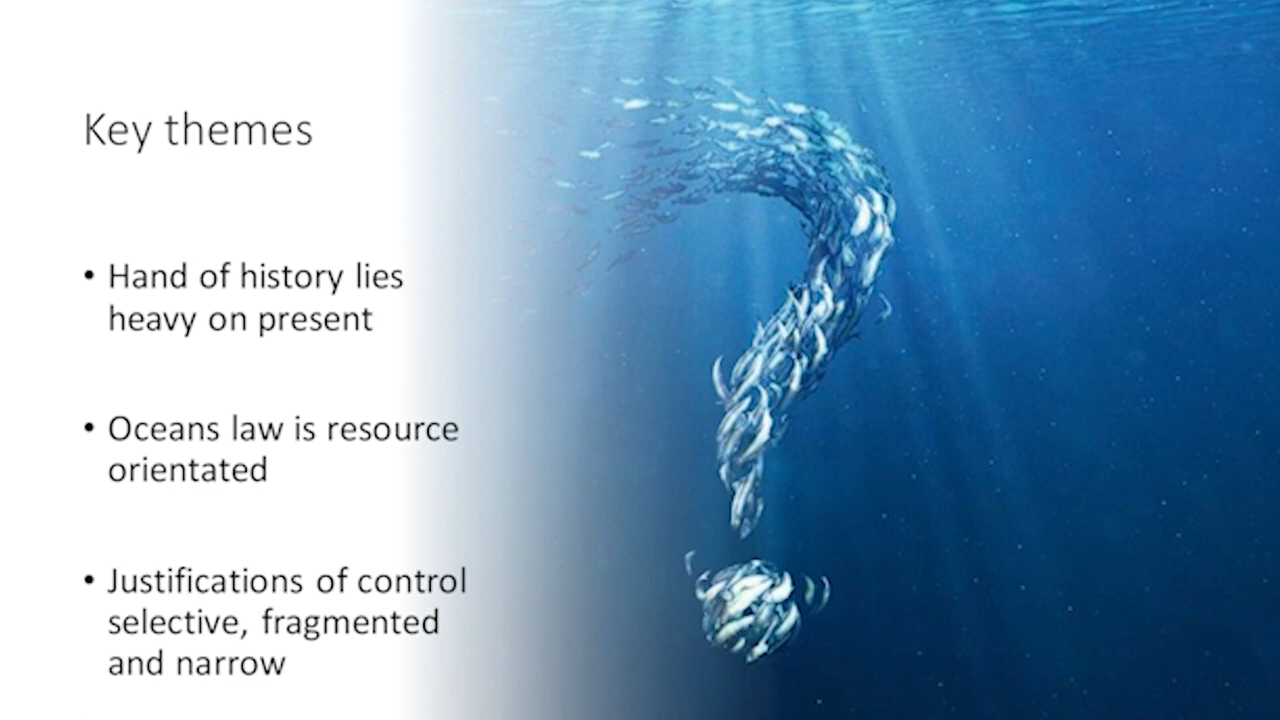 Key themes
• Hand of history lies
heavy on present
• Oceans law is resource
orientated
• Justifications of control
selective, fragmented
and narrow